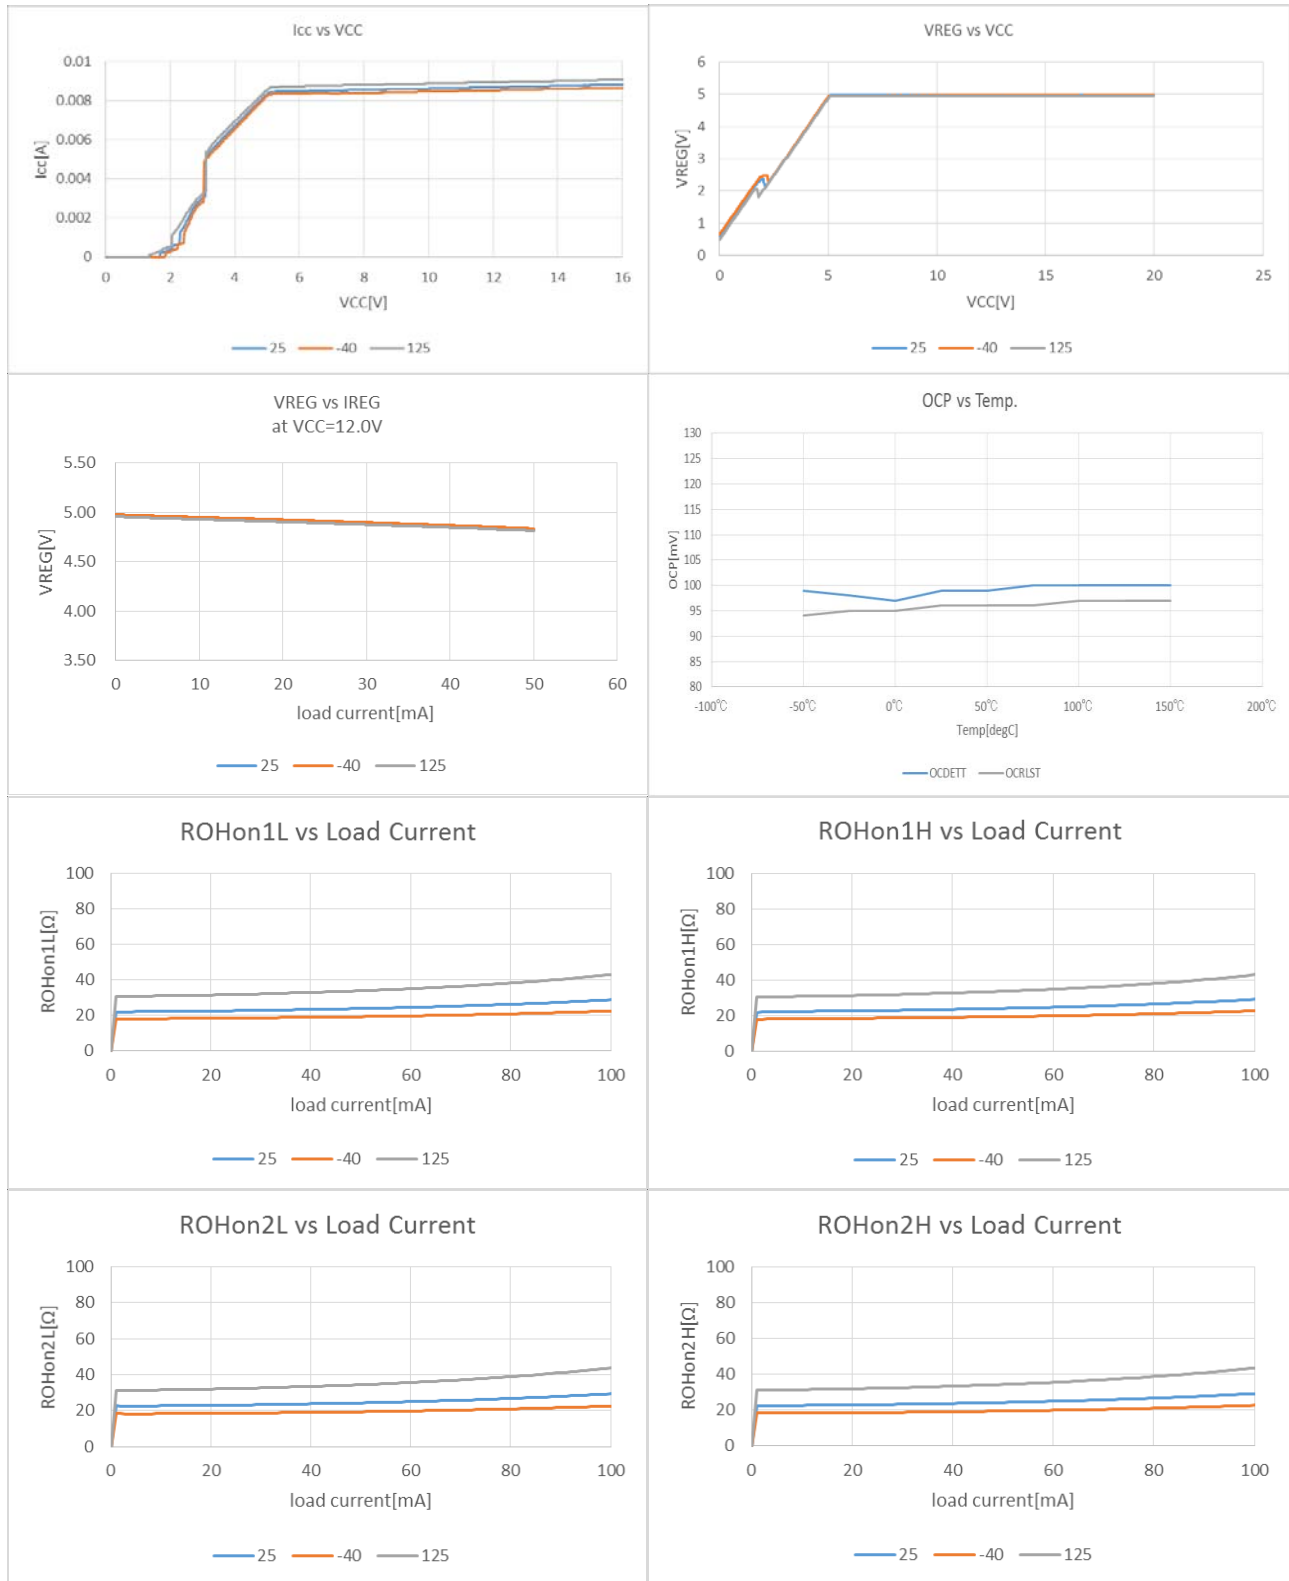 Icc vs VCC
0.01
0.008
0.006
0.004
0.002
0
Icc[A]
0 2 4 6 8 10 12 14 16
VCC[V]
25 -40 125
VREG vs VCC
6
5
4
3
2
1
0
VREG[V]
0 5 10 15 20 25
VCC[V]
25 -40 125
VREG vs IREG
at VCC=12.0V
5.50
5.00
4.50
4.00
3.50
VREG[V]
0 10 20 30 40 50 60
load current[mA]
25 -40 125
OCP vs Temp.
130
125
120
115
110
105
100
95
90
85
80
OCP[mV]
-100℃ -50℃ 0℃ 50℃ 100℃ 150℃ 200℃
Temp[degC]
OCDETT OCRLST
ROHon1L vs Load Current
100
80
60
40
20
0
ROHon1L[Ω]
0 20 40 60 80 100
load current[mA]
25 -40 125
ROHon1H vs Load Current
100
80
60
40
20
0
ROHon1H[Ω]
0 20 40 60 80 100
load current[mA]
25 -40 125
ROHon2L vs Load Current
100
80
60
40
20
0
ROHon2L[Ω]
0 20 40 60 80 100
load current[mA]
25 -40 125
ROHon2H vs Load Current
100
80
60
40
20
0
ROHon2H[Ω]
0 20 40 60 80 100
load current[mA]
25 -40 125